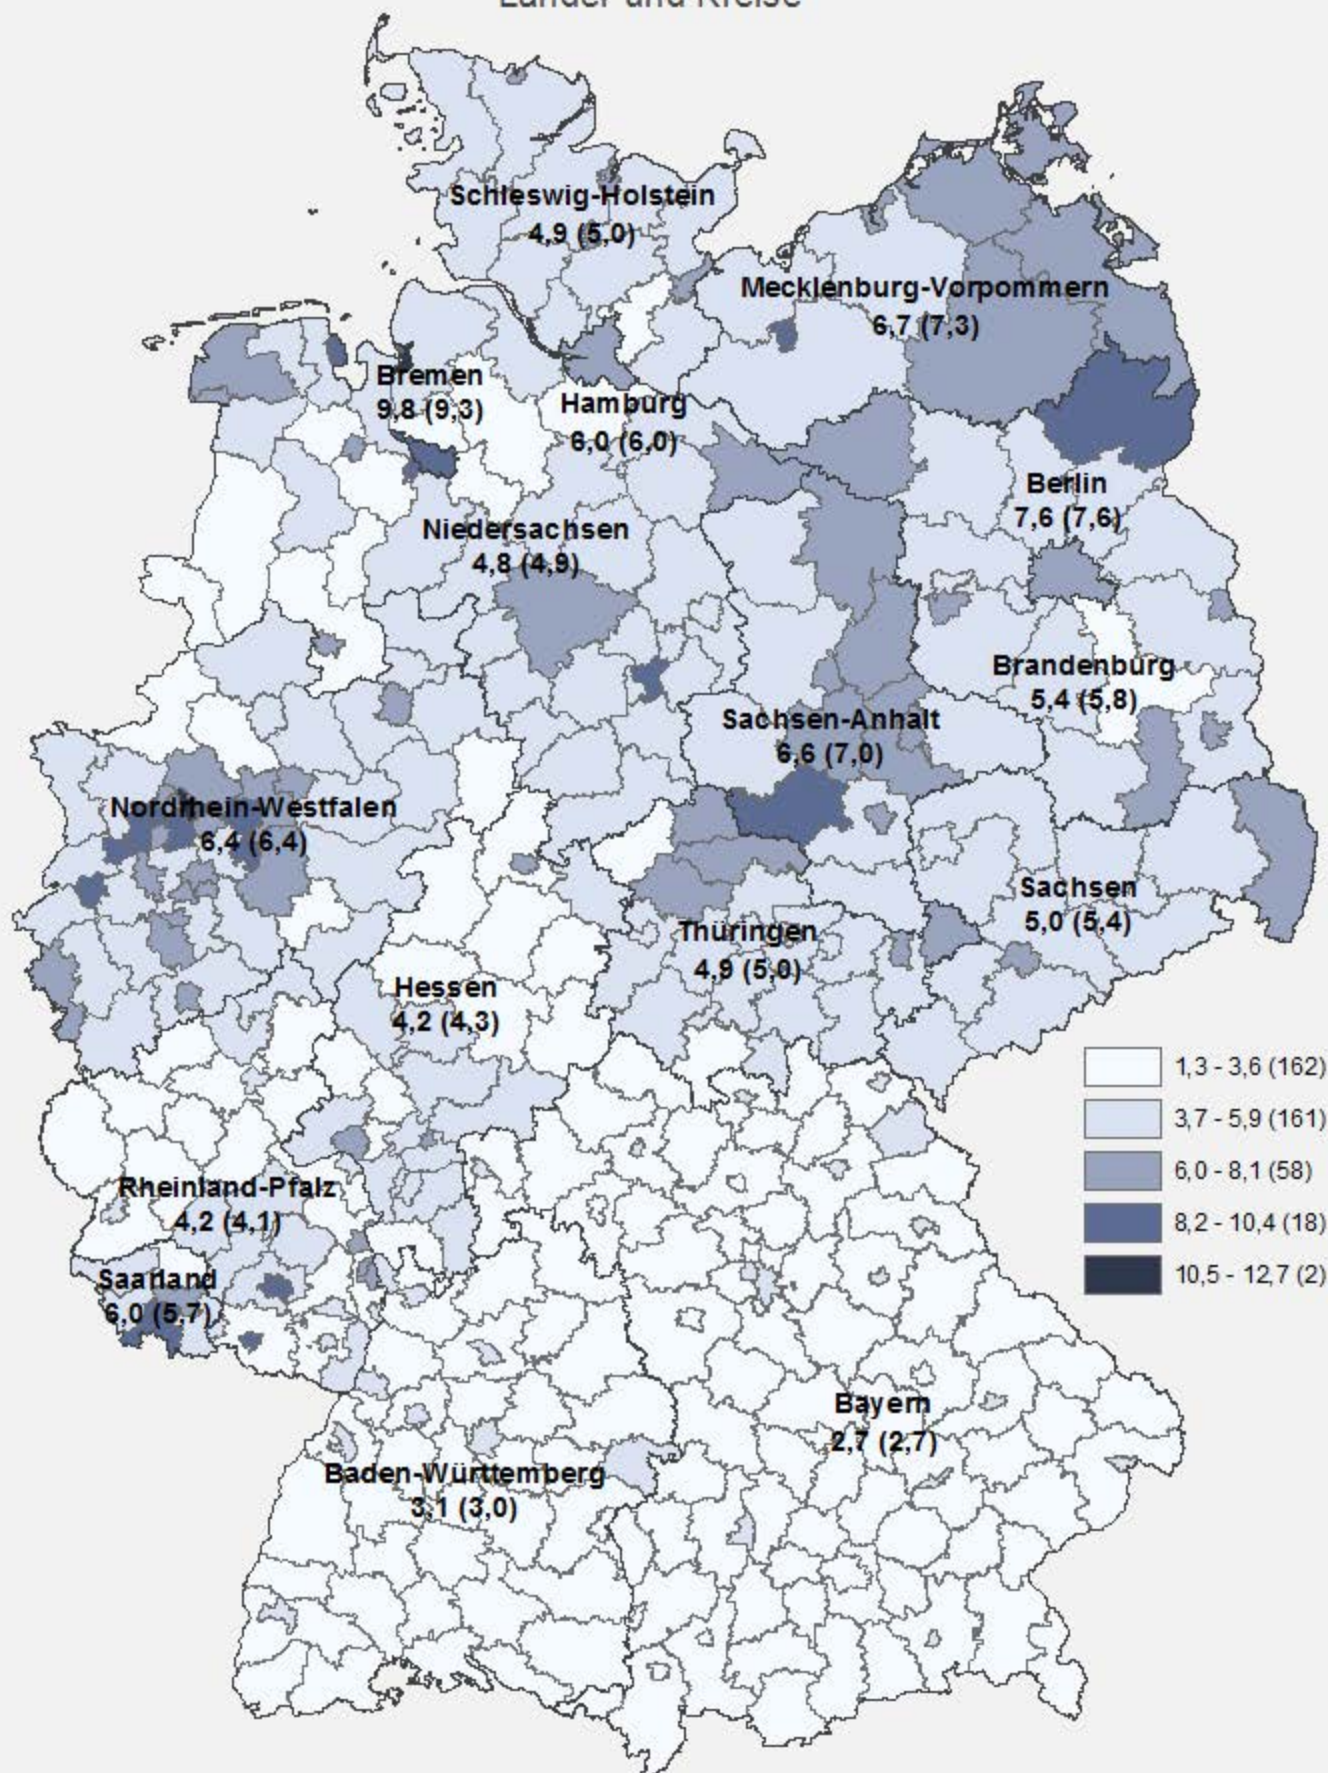 Länder und Kreise
Schleswig-Holstein
4,9 (5,0)
Mecklenburg-Vorpommern
6,7 (7,3)
Bremen
9,8 (9,3)
Hamburg
6,0 (6,0)
Berlin
7,6 (7,6)
Niedersachsen
4,8 (4,9)
Brandenburg
5,4 (5,8)
Sachsen-Anhalt
6,6 (7,0)
Nordrhein-Westfalen
6,4 (6,4)
Sachsen
5,0 (5,4)
Thüringen
4,9 (5,0)
Hessen
4,2 (4,3)
1,3 - 3,6 (162)
3,7 - 5,9 (161)
6,0 - 8,1 (58)
8,2 - 10,4 (18)
10,5 - 12,7 (2)
Rheinland-Pfalz
4,2 (4,1)
Saarland
6,0 (5,7)
Bayern
2,7 (2,7)
Baden-Württemberg
3,1 (3,0)